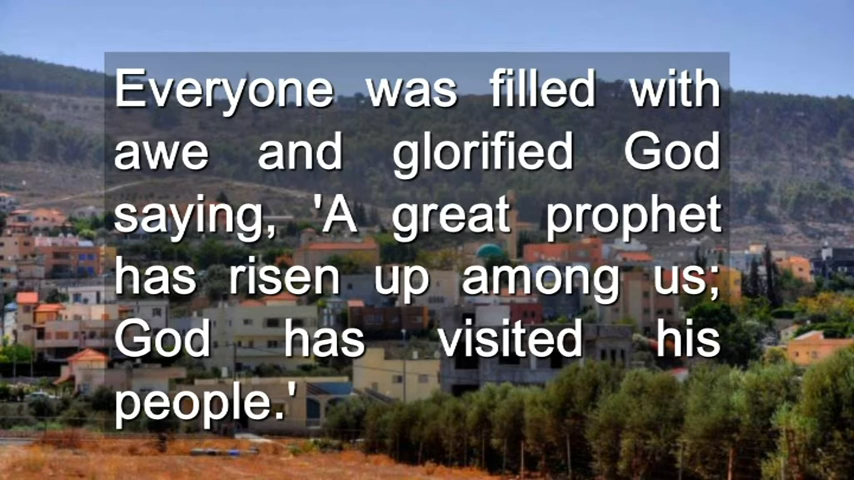 Everyone was filled with
awe and glorified God
saying, 'A great prophet
has risen up among us;
God has visited his
people.'